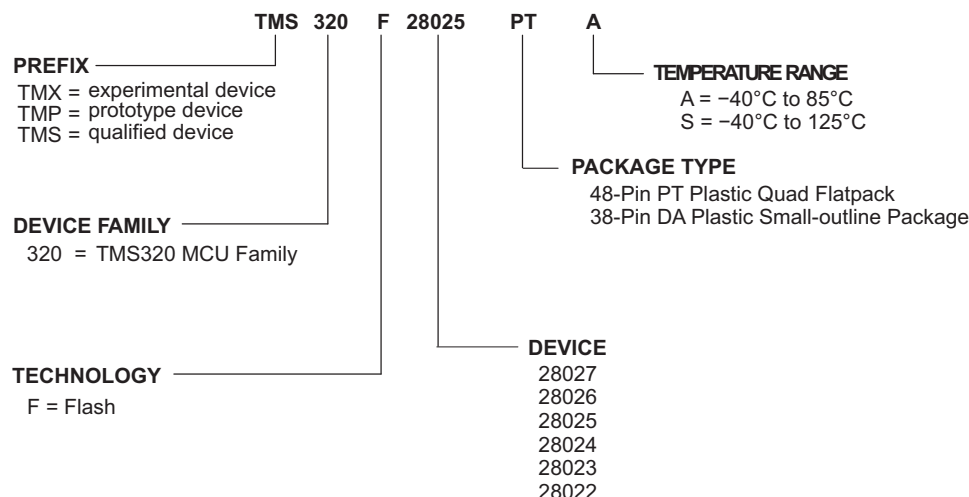 TMS 320 F 28025 PT A
PREFIX
TMX = experimental device
TMP = prototype device
TMS = qualified device
TEMPERATURE RANGE
A = −40°C to 85°C
S = −40°C to 125°C
PACKAGE TYPE
48-Pin PT Plastic Quad Flatpack
38-Pin DA Plastic Small-outline Package
DEVICE FAMILY
320 = TMS320 MCU Family
TECHNOLOGY
F = Flash
DEVICE
28027
28026
28025
28024
28023
28022